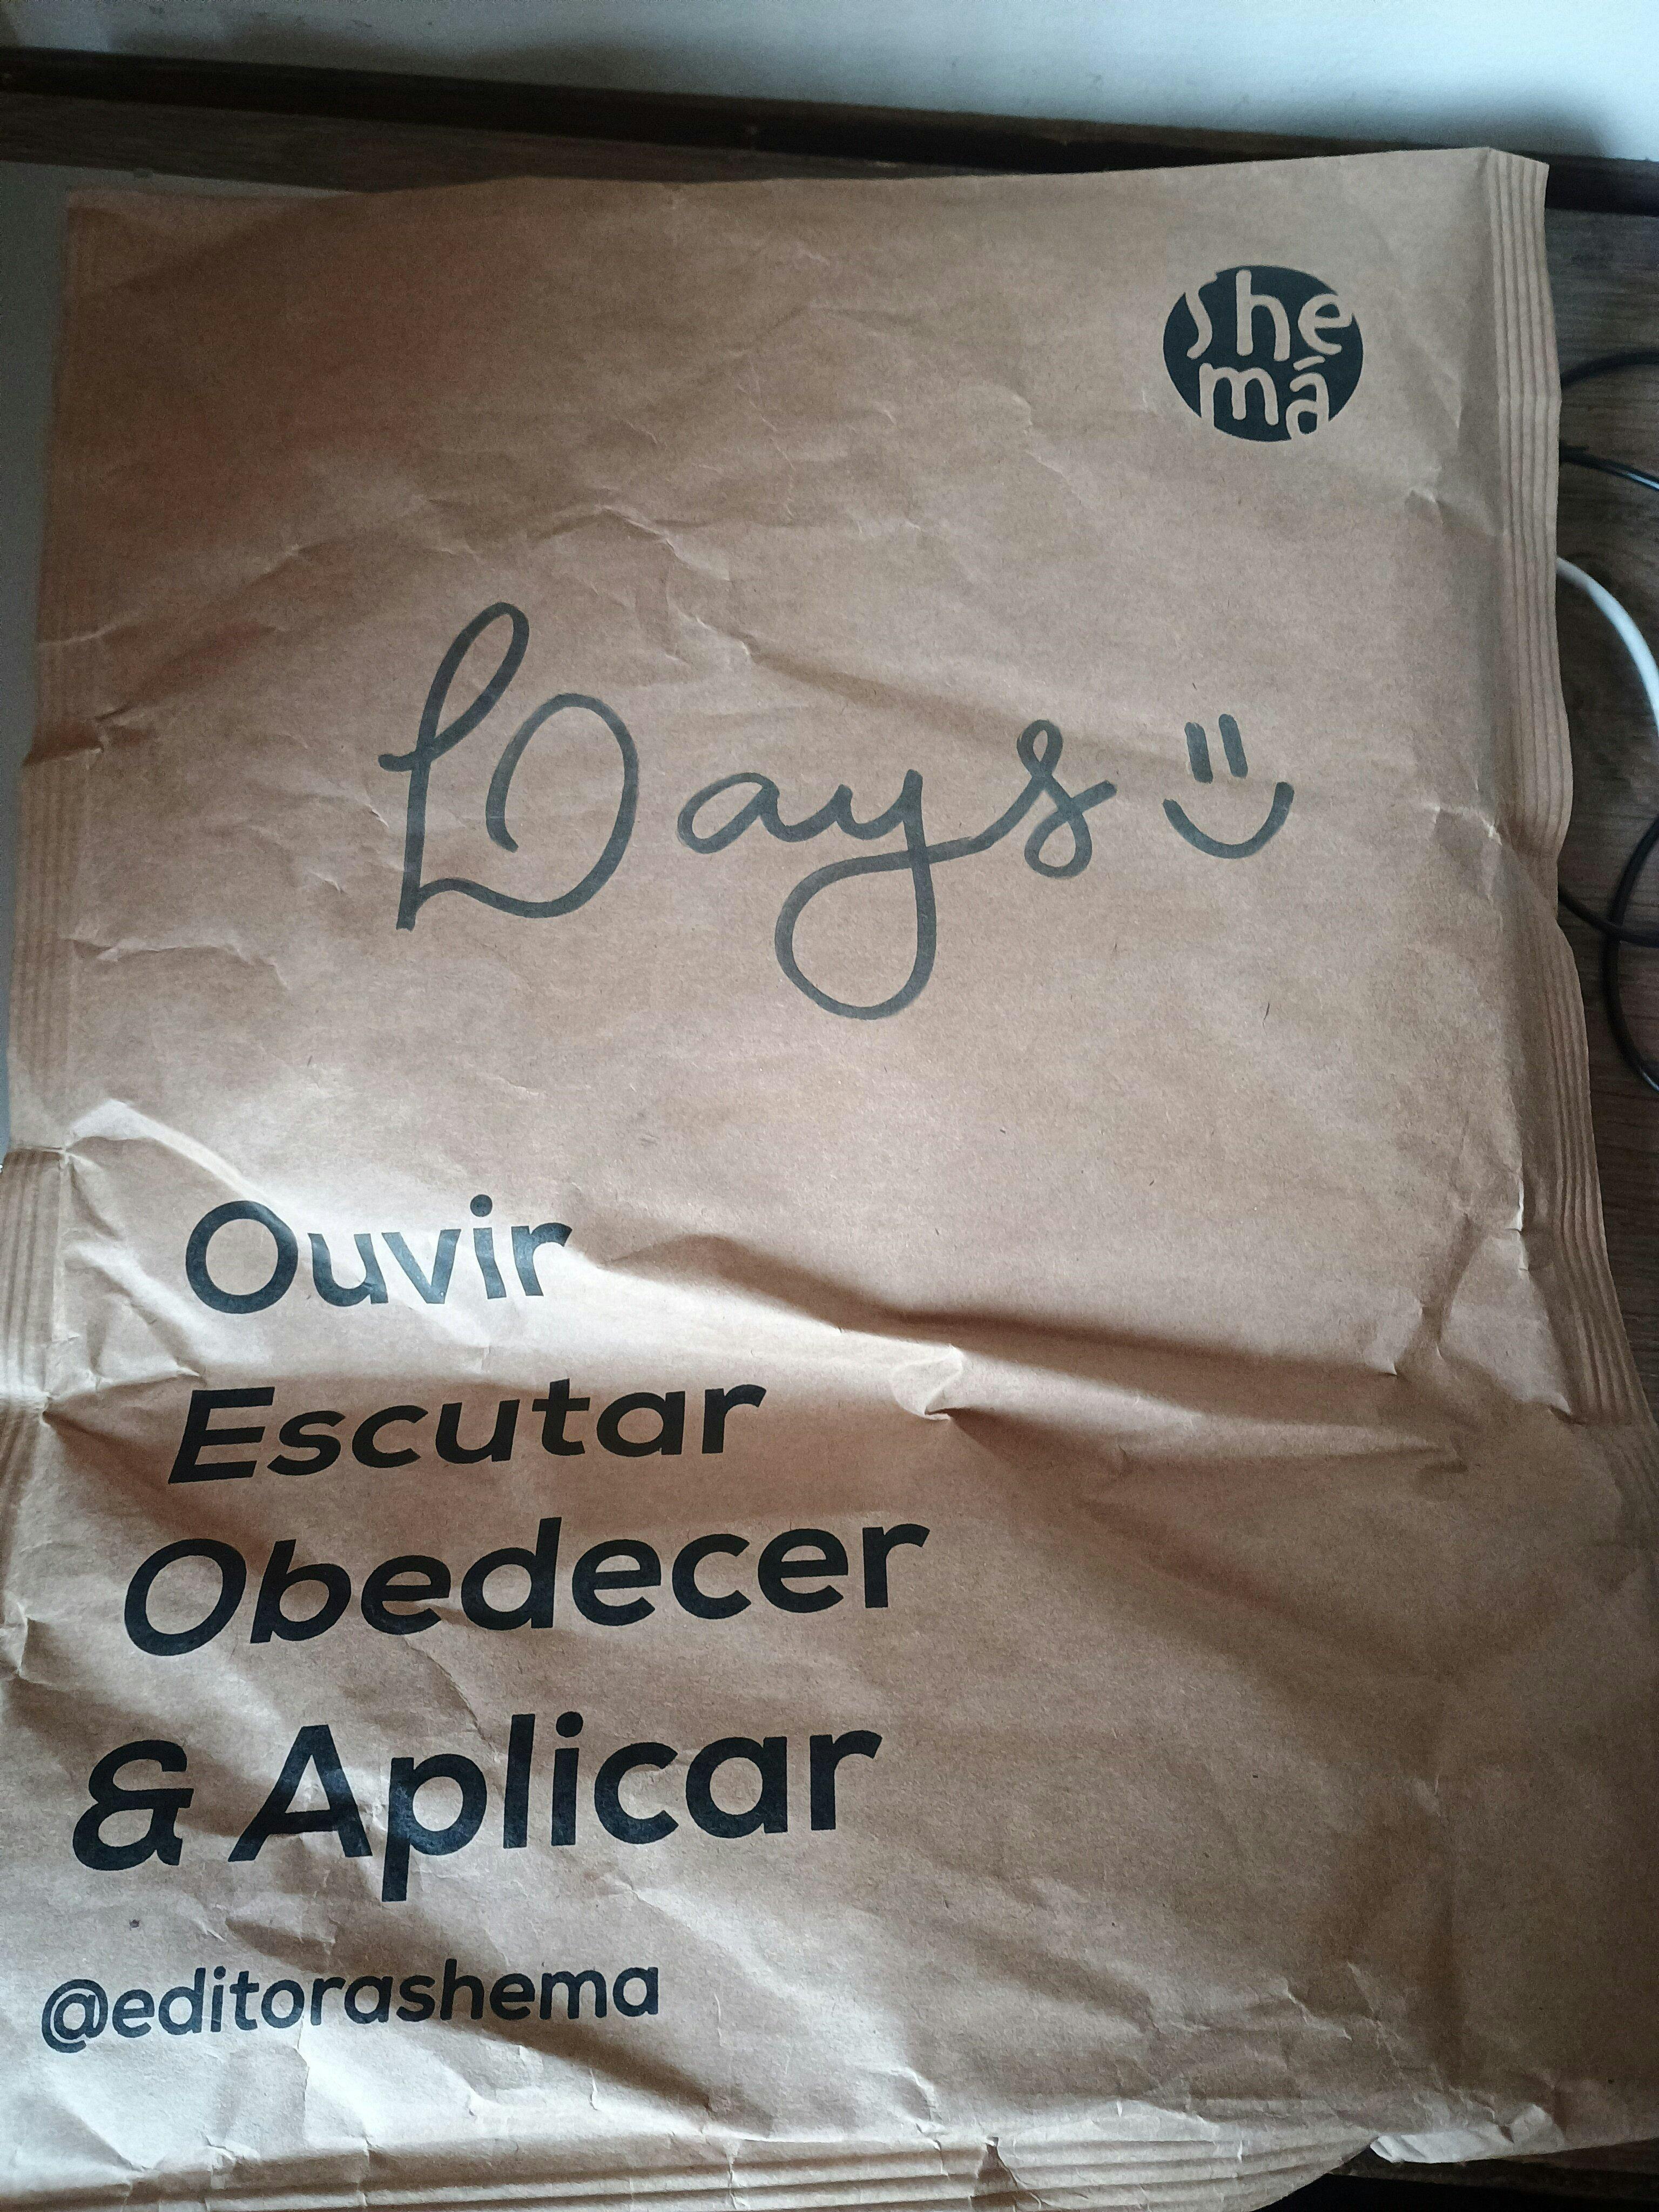 she
má
Days
Ouvir
Escutar
Obedecer
& Aplicar
@editorashema